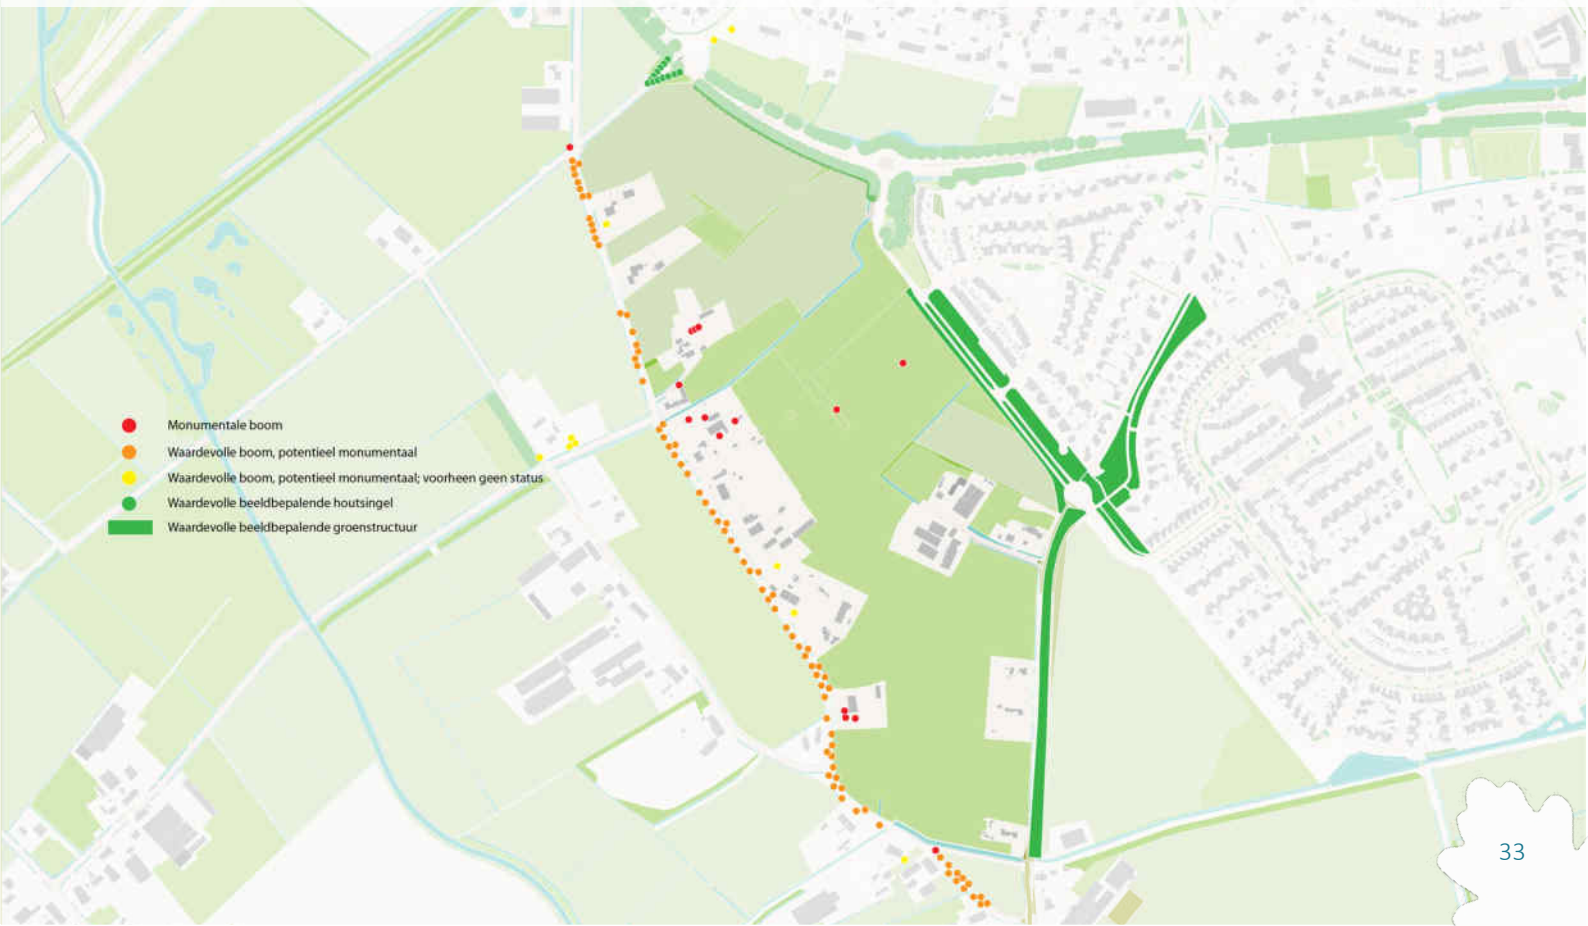 Monumentale boom
Waardevolle boom, potentieel monumentaal
Waardevolle boom, potentieel monumentaal; voorheen geen status
Waardevolle beeldbepalende houtsingel
Waardevolle beeldbepalende groenstructuur
33